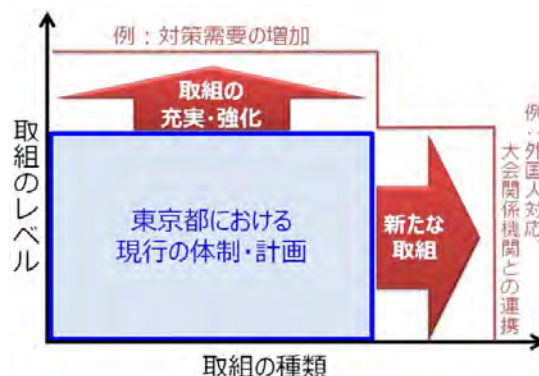 例：対策需要の増加
取組の
充実・強化
取組のレベル
東京都における
現行の体制・計画
新たな
取組
例：外国人対応、
大会関係機関との連携
取組の種類